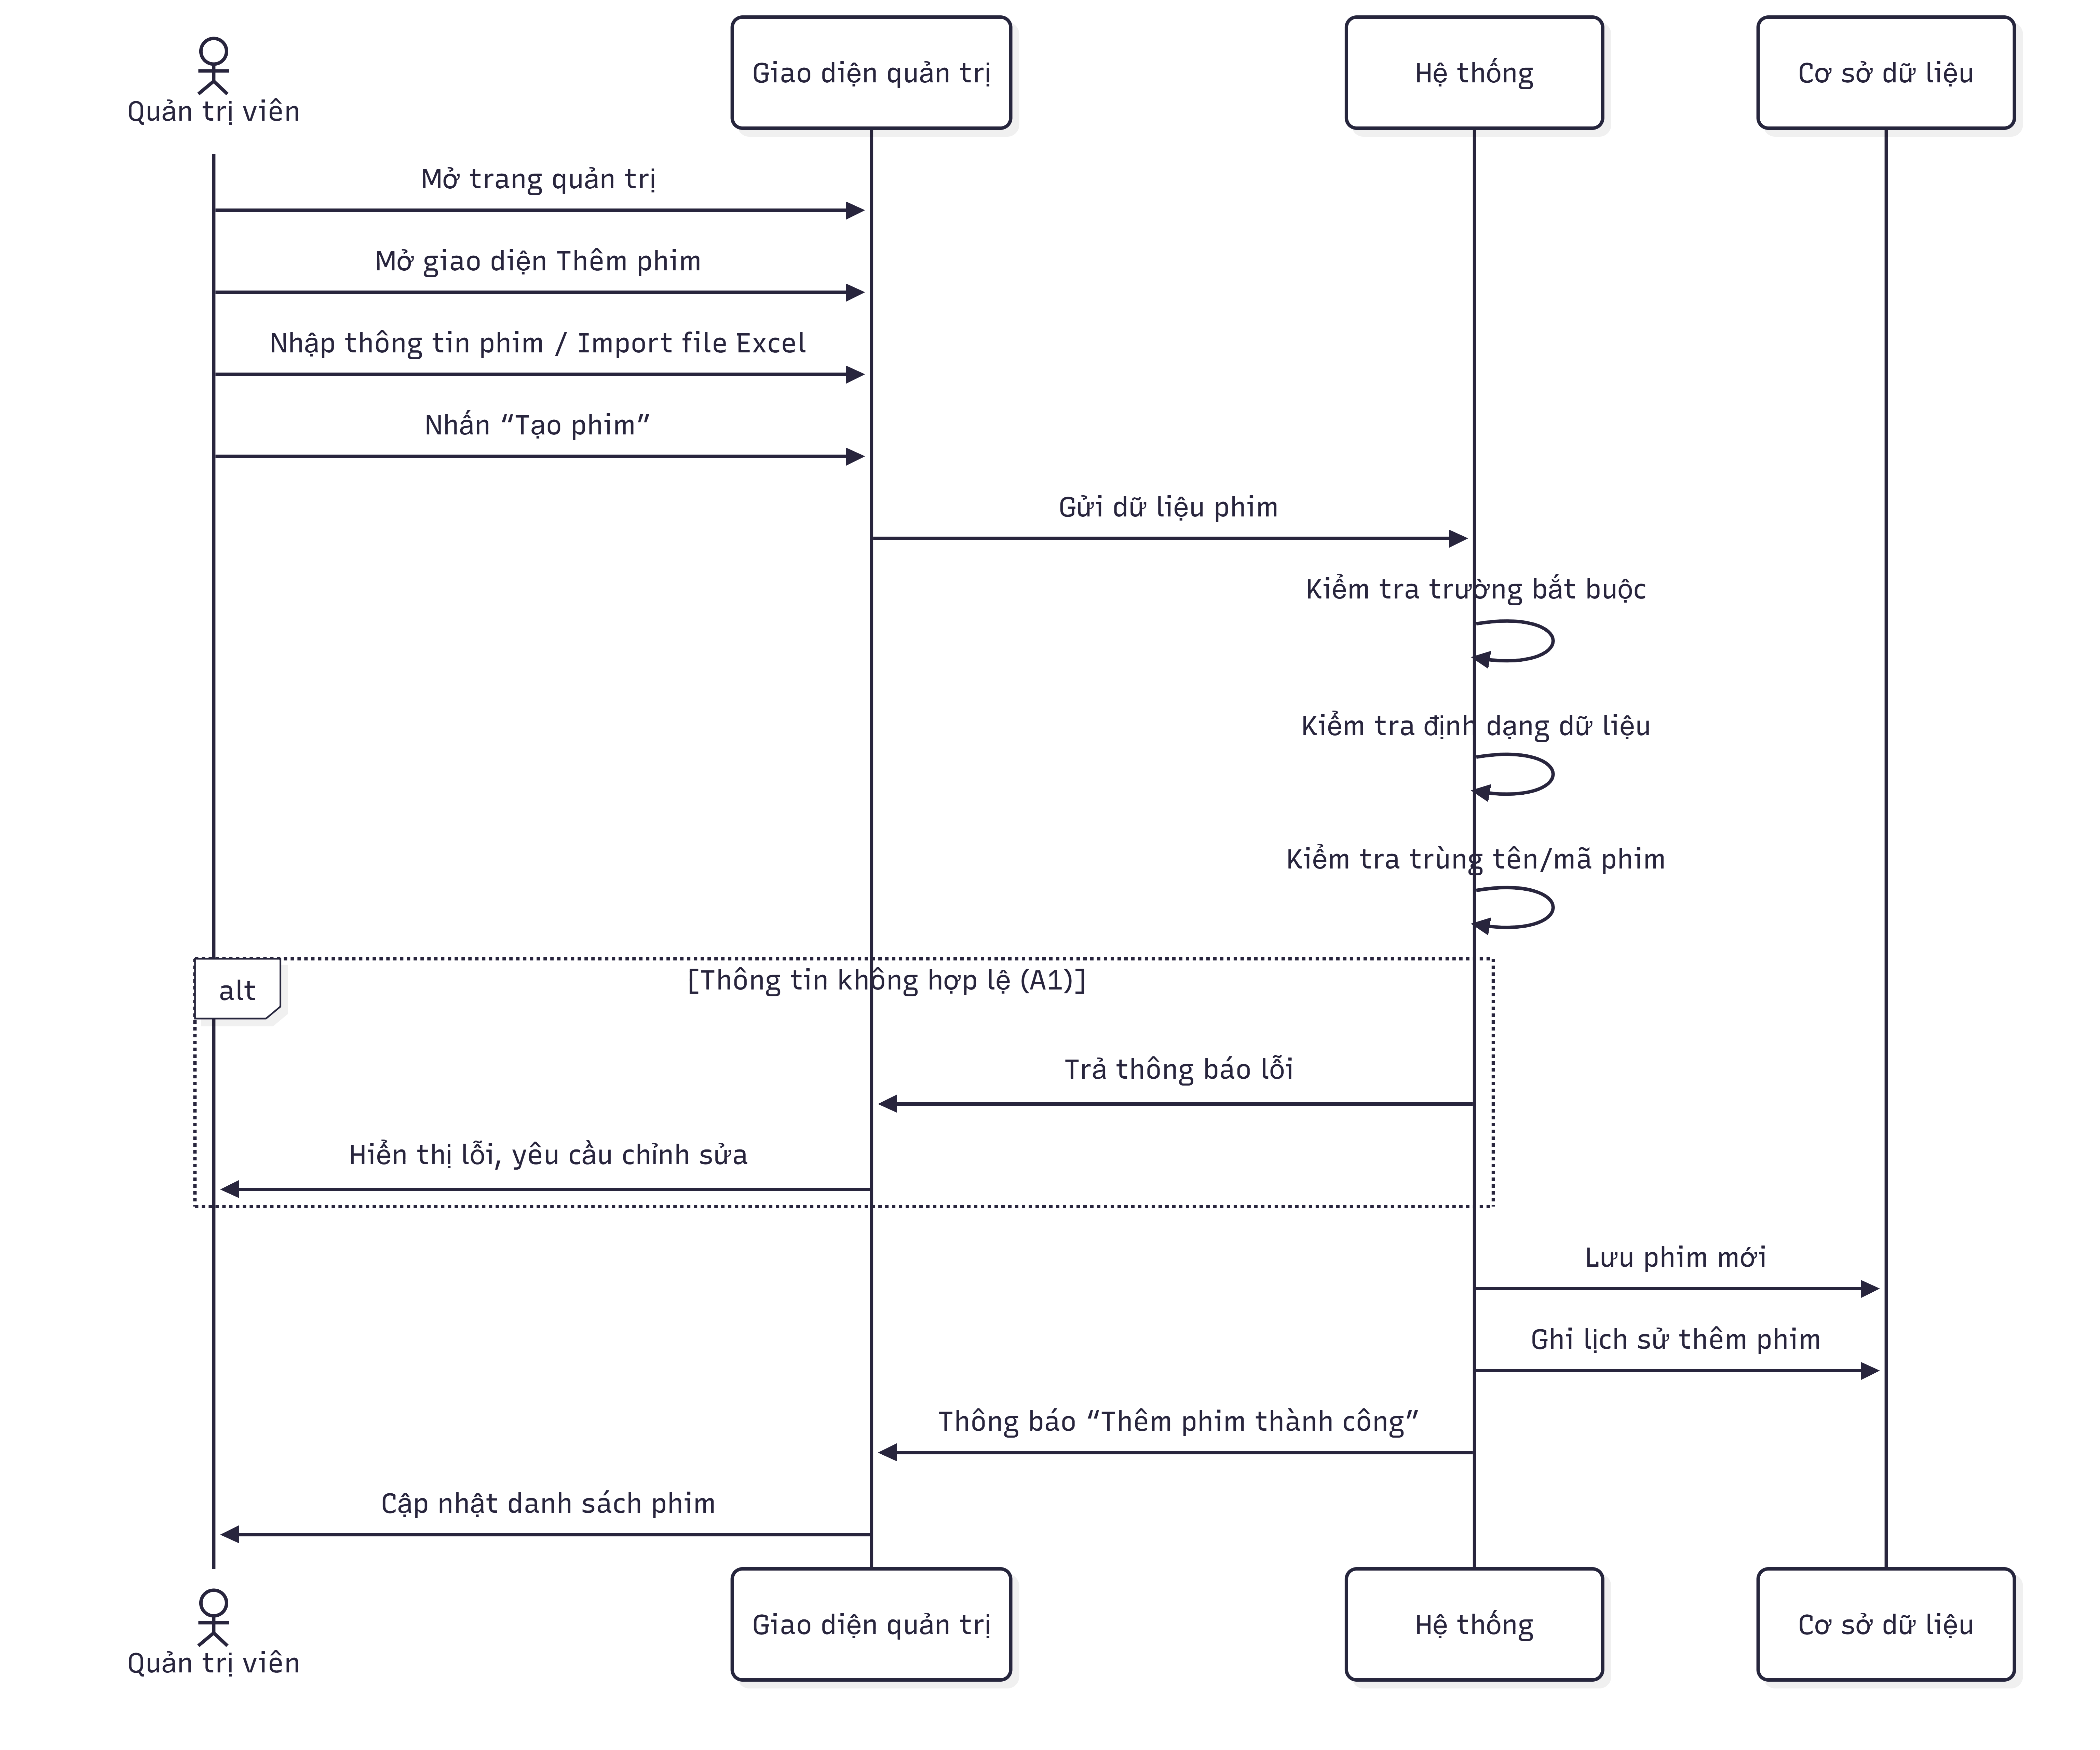 Quản trị viên
Giao diện quản trị
Hệ thống
Cơ sở dữ liệu
Mở trang quản trị
Mở giao diện Thêm phim
Nhập thông tin phim / Import file Excel
Nhấn “Tạo phim”
Gửi dữ liệu phim
Kiểm tra trường bắt buộc
Kiểm tra định dạng dữ liệu
Kiểm tra trùng tên/mã phim
alt
[Thông tin không hợp lệ (A1)]
Trả thông báo lỗi
Hiển thị lỗi, yêu cầu chỉnh sửa
Lưu phim mới
Ghi lịch sử thêm phim
Thông báo “Thêm phim thành công”
Cập nhật danh sách phim
Quản trị viên
Giao diện quản trị
Hệ thống
Cơ sở dữ liệu